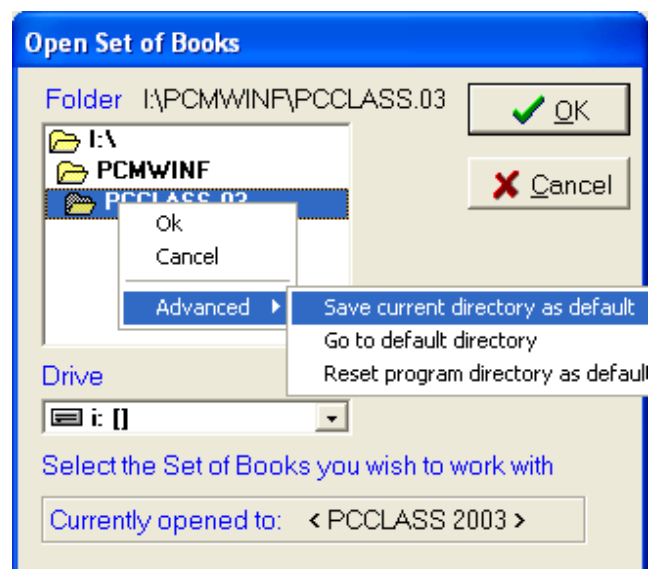 Open Set of Books
Folder I:\PCMWINF\PCCLASS.03
OK
I:\
PCMWINF
Cancel
PCCLASS.03
Ok
Cancel
Advanced
Save current directory as default
Go to default directory
Reset program directory as defaul
Drive
i: []
Select the Set of Books you wish to work with
Currently opened to: < PCCLASS 2003 >